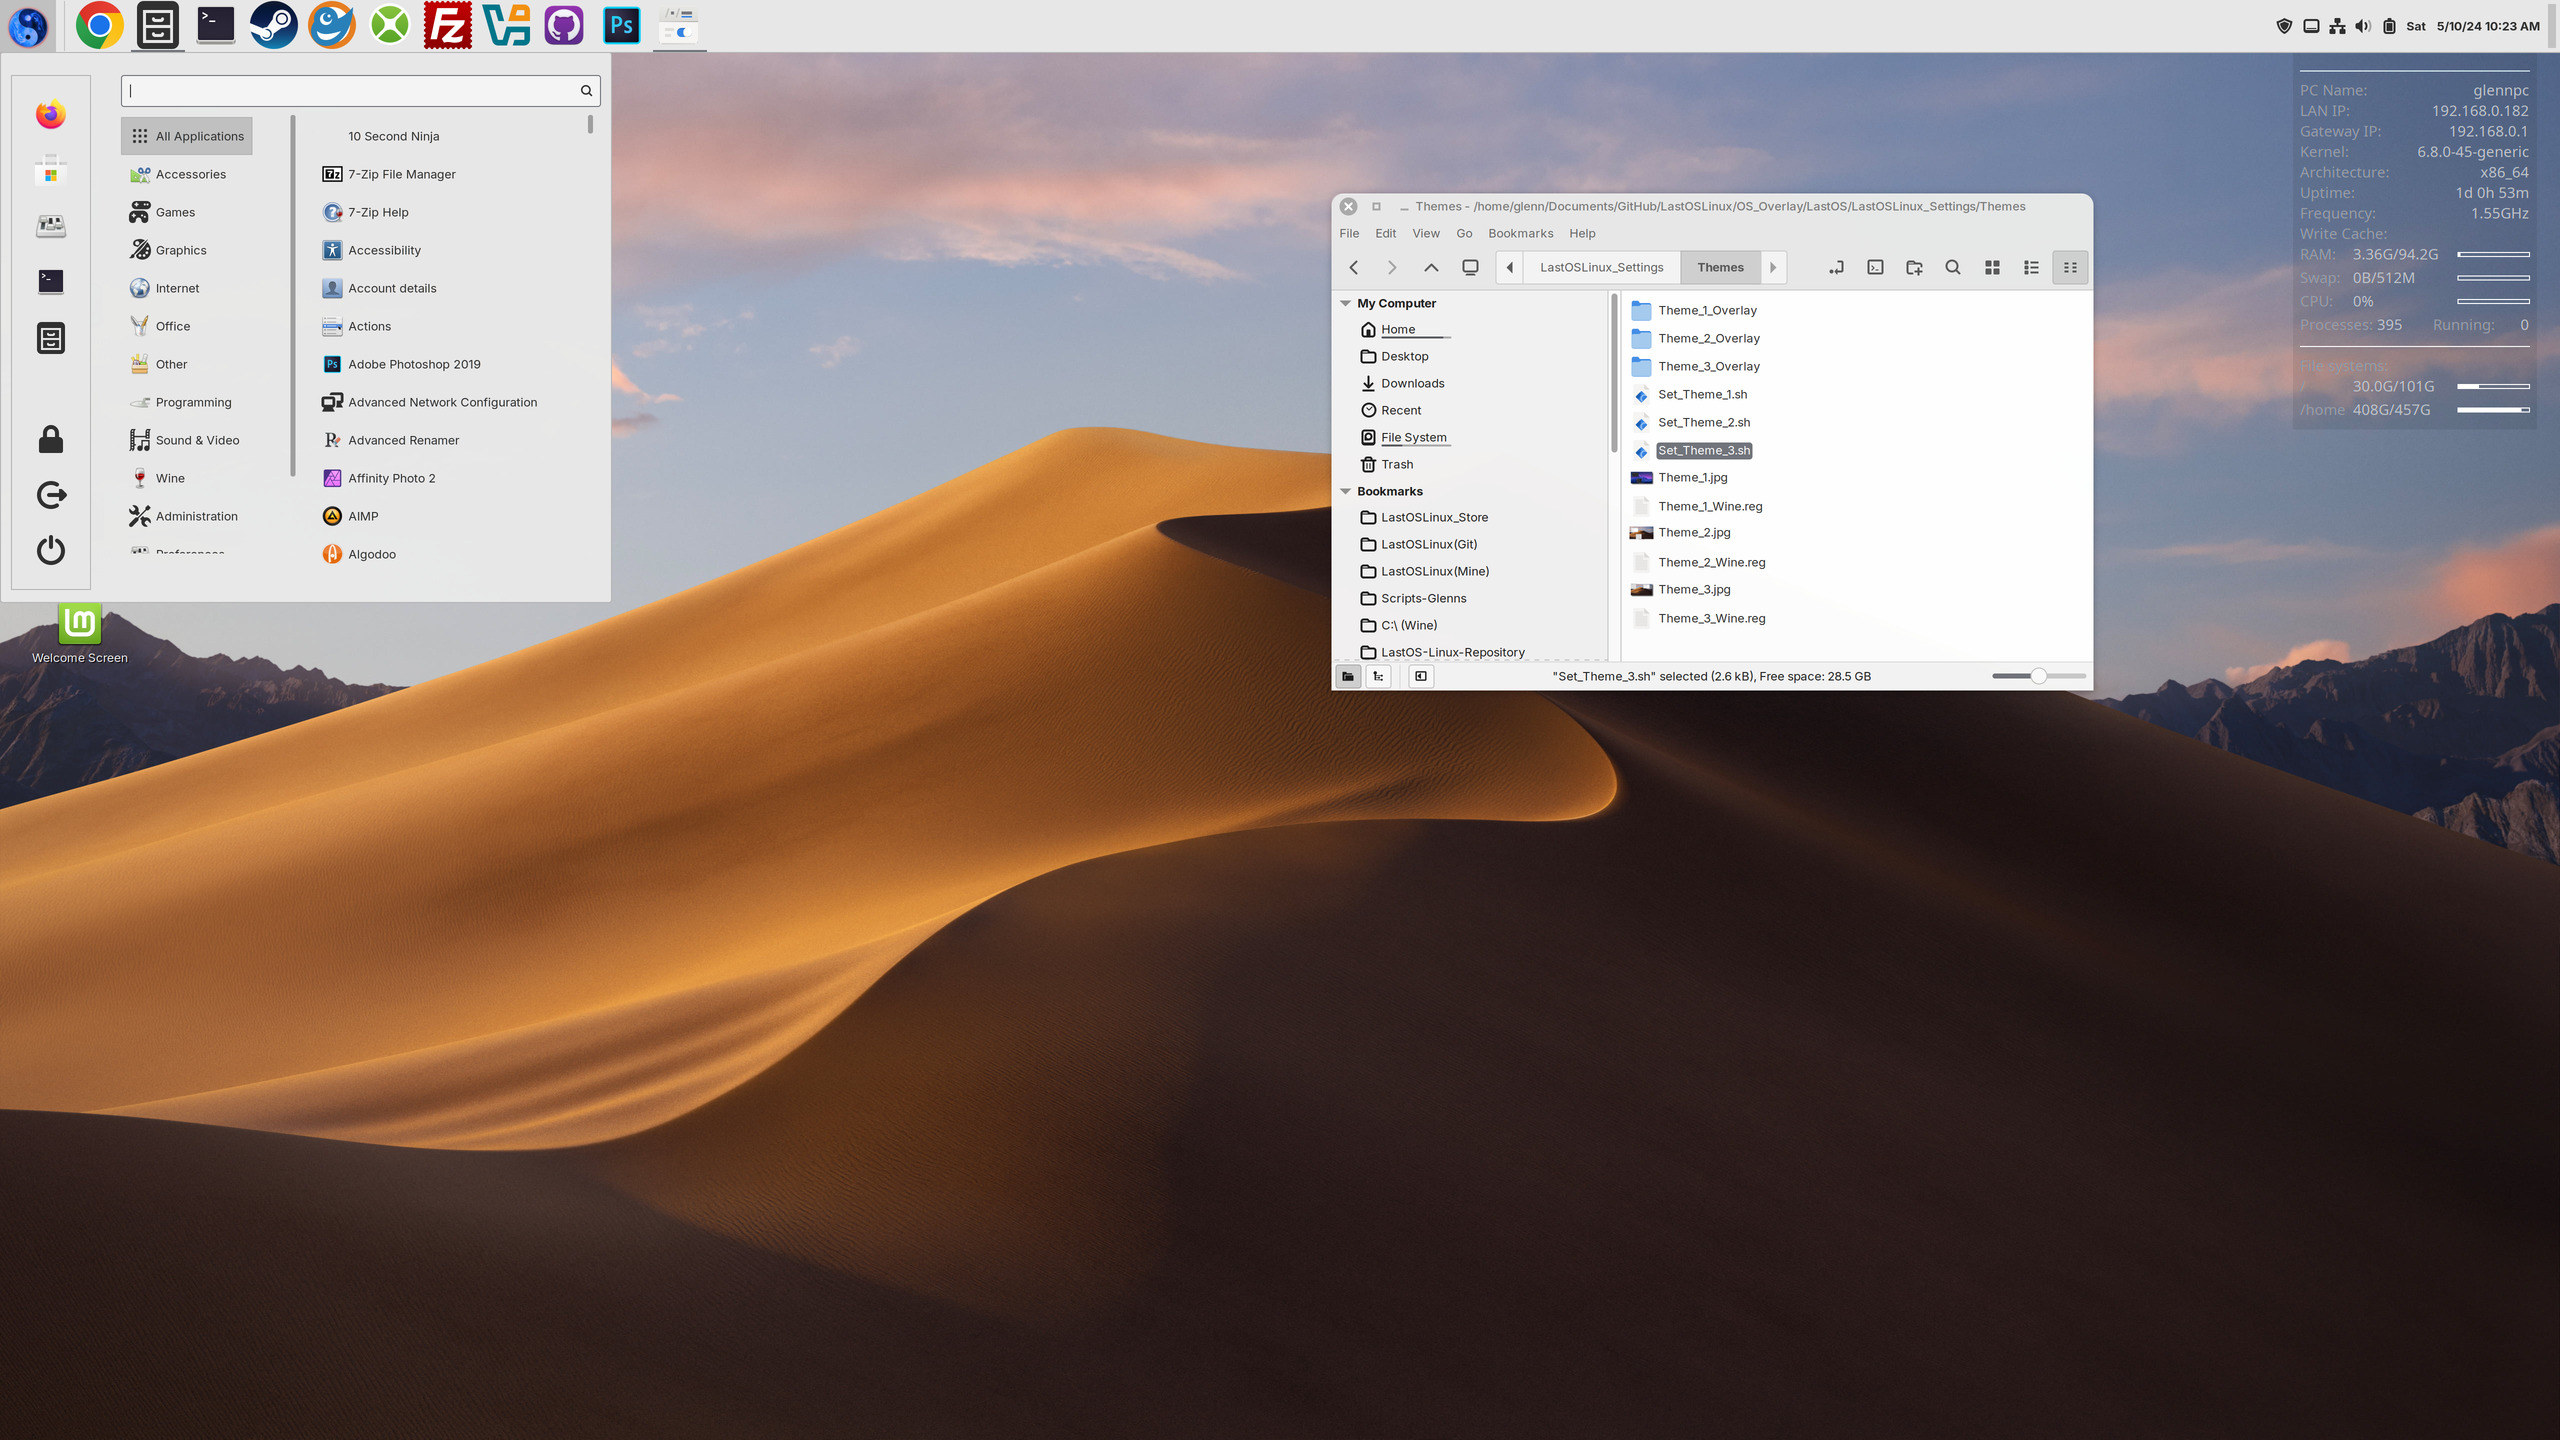 >_
Fz
Ps
Sat 5/10/24 10:23 AM
All Applications
Accessories
Games
Graphics
Internet
Office
Other
Programming
Sound & Video
Wine
Administration
Preferences
10 Second Ninja
7-Zip File Manager
7-Zip Help
Accessibility
Account details
Actions
Adobe Photoshop 2019
Advanced Network Configuration
Advanced Renamer
Affinity Photo 2
AIMP
Algodoo
Welcome Screen
Themes - /home/glenn/Documents/GitHub/LastOSLinux/OS_Overlay/LastOS/LastOSLinux_Settings/Themes
File Edit View Go Bookmarks Help
LastOSLinux_Settings Themes
My Computer
Home
Desktop
Downloads
Recent
File System
Trash
Bookmarks
LastOSLinux_Store
LastOSLinux(Git)
LastOSLinux(Mine)
Scripts-Glenns
C:\ (Wine)
LastOS-Linux-Repository
Theme_1_Overlay
Theme_2_Overlay
Theme_3_Overlay
Set_Theme_1.sh
Set_Theme_2.sh
Set_Theme_3.sh
Theme_1.jpg
Theme_1_Wine.reg
Theme_2.jpg
Theme_2_Wine.reg
Theme_3.jpg
Theme_3_Wine.reg
"Set_Theme_3.sh" selected (2.6 kB), Free space: 28.5 GB
PC Name: glennpc
LAN IP: 192.168.0.182
Gateway IP: 192.168.0.1
Kernel: 6.8.0-45-generic
Architecture: x86_64
Uptime: 1d 0h 53m
Frequency: 1.55GHz
Write Cache:
RAM: 3.36G/94.2G
Swap: 0B/512M
CPU: 0%
Processes: 395 Running: 0
File systems:
/ 30.0G/101G
/home 408G/457G